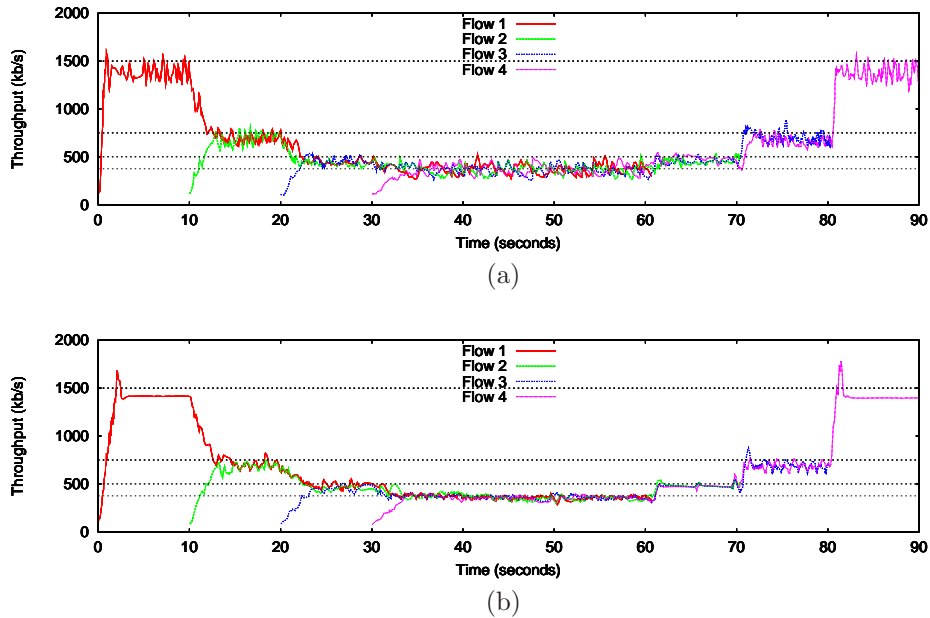 Throughput (kb/s)
2000
1500
1000
500
0
Flow 1
Flow 2
Flow 3
Flow 4
0 10 20 30 40 50 60 70 80 90
Time (seconds)
(a)
Throughput (kb/s)
2000
1500
1000
500
0
Flow 1
Flow 2
Flow 3
Flow 4
0 10 20 30 40 50 60 70 80 90
Time (seconds)
(b)